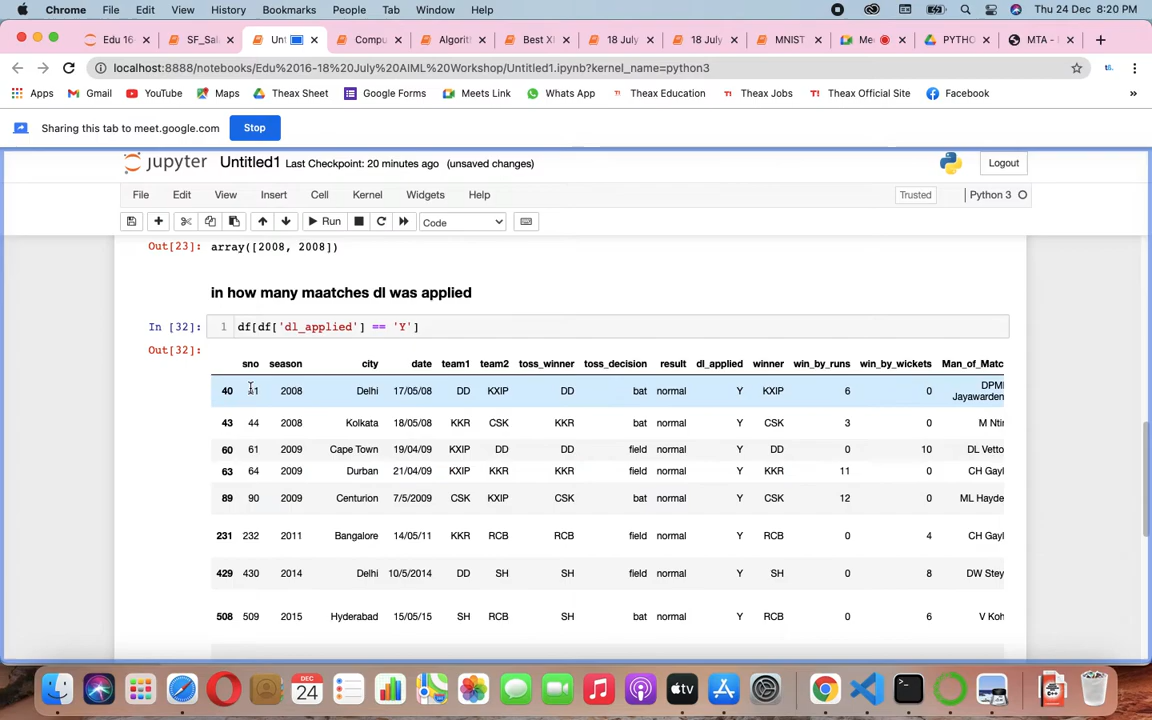 Chrome File Edit View History Bookmarks People Tab Window Help Thu 24 Dec 8:20 PM
Edu 16- SF_Sal Unt Compu Algorit Best XI 18 July 18 July MNIST Me PYTHO MTA - I
localhost:8888/notebooks/Edu%2016-18%20July%20AIML%20Workshop/Untitled1.ipynb?kernel_name=python3
Apps Gmail YouTube Maps Theax Sheet Google Forms Meets Link Whats App Theax Education Theax Jobs Theax Official Site Facebook »
Sharing this tab to meet.google.com Stop
jupyter Untitled1 Last Checkpoint: 20 minutes ago (unsaved changes) Logout
File Edit View Insert Cell Kernel Widgets Help Trusted Python 3
Run Code
Out[23]: array([2008, 2008])
in how many maatches dl was applied
In [32]: 1 df[df['dl_applied'] == 'Y']
Out[32]:
sno season city date team1 team2 toss_winner toss_decision result dl_applied winner win_by_runs win_by_wickets Man_of_Matc
40 41 2008 Delhi 17/05/08 DD KXIP DD bat normal Y KXIP 6 0 DPMI
Jayawarden
43 44 2008 Kolkata 18/05/08 KKR CSK KKR bat normal Y CSK 3 0 M Ntir
60 61 2009 Cape Town 19/04/09 KXIP DD DD field normal Y DD 0 10 DL Vetto
63 64 2009 Durban 21/04/09 KXIP KKR KKR field normal Y KKR 11 0 CH Gayl
89 90 2009 Centurion 7/5/2009 CSK KXIP CSK bat normal Y CSK 12 0 ML Hayde
231 232 2011 Bangalore 14/05/11 KKR RCB RCB field normal Y RCB 0 4 CH Gayl
429 430 2014 Delhi 10/5/2014 DD SH SH field normal Y SH 0 8 DW Stey
508 509 2015 Hyderabad 15/05/15 SH RCB SH bat normal Y RCB 0 6 V Koh
DEC
24
tv